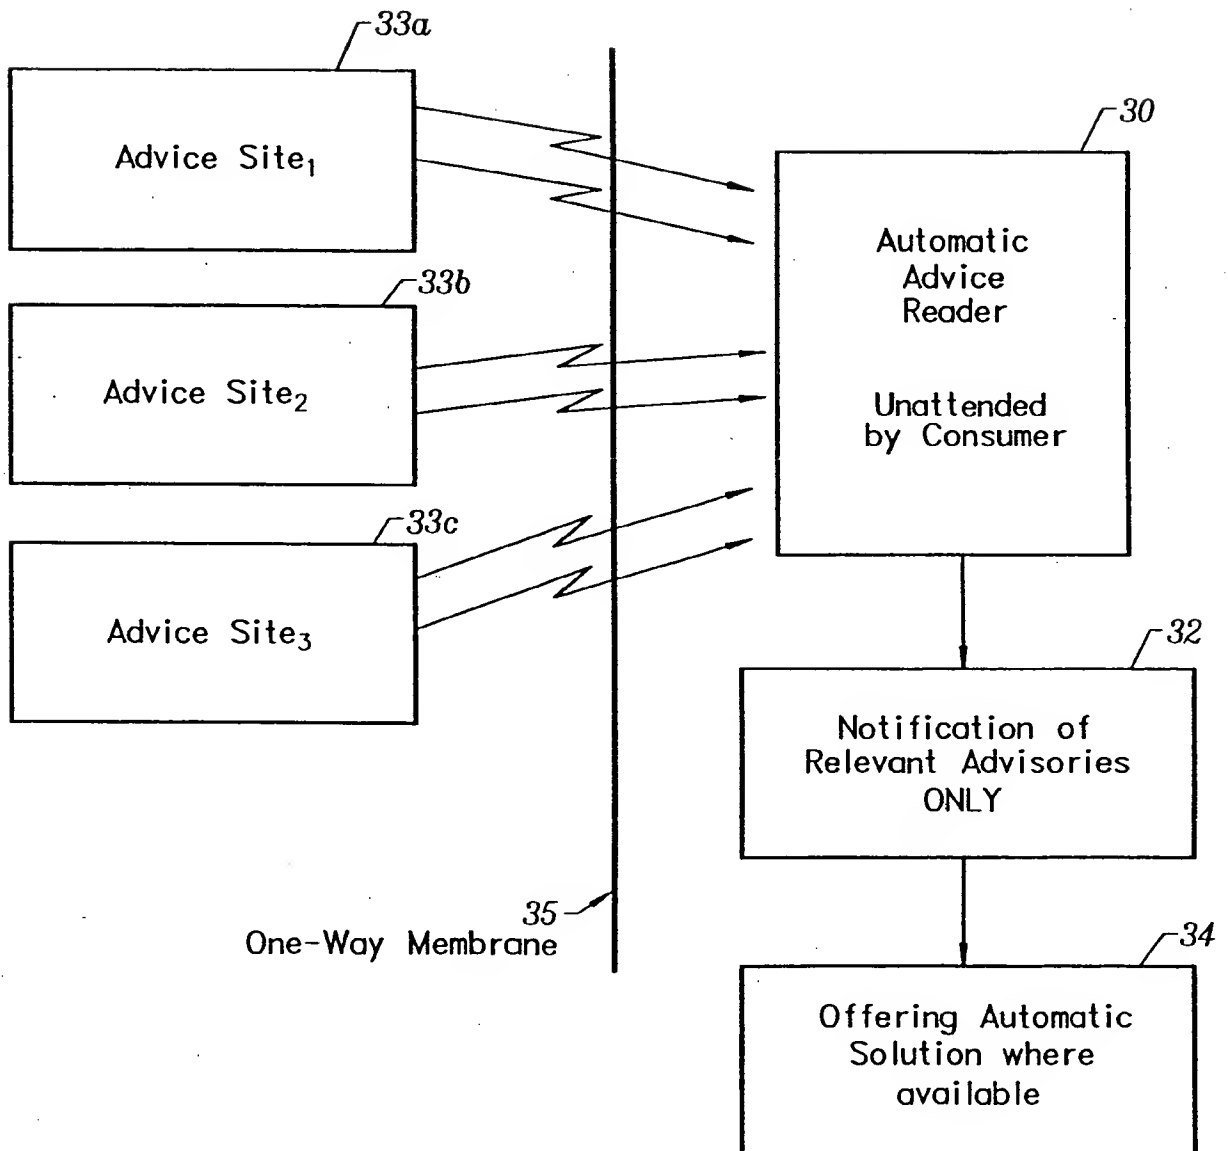 33a
Advice Site₁
33b
Advice Site₂
33c
Advice Site₃
35
One-Way Membrane
30
Automatic
Advice
Reader
Unattended
by Consumer
32
Notification of
Relevant Advisories
ONLY
34
Offering Automatic
Solution where
available